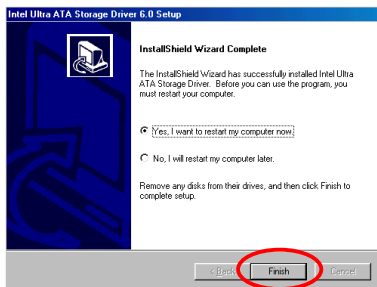 Intel Ultra ATA Storage Driver 6.0 Setup
InstallShield Wizard Complete
The InstallShield Wizard has successfully installed Intel Ultra
ATA Storage Driver. Before you can use the program, you
must restart your computer.
Yes, I want to restart my computer now.
No, I will restart my computer later.
Remove any disks from their drives, and then click Finish to
complete setup.
< Back Finish Cancel